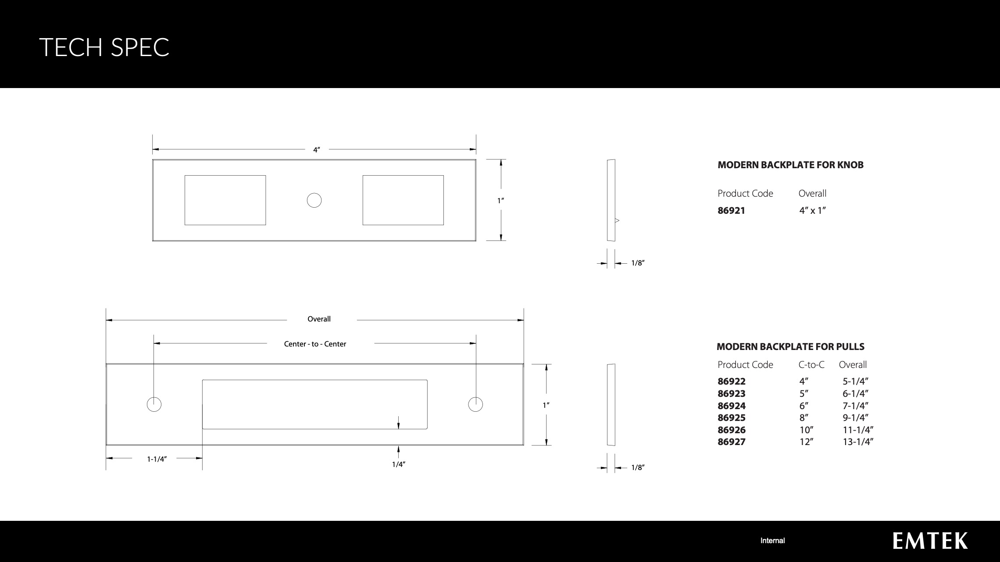 TECH SPEC
4”
1”
1/8”
MODERN BACKPLATE FOR KNOB
Product Code Overall
86921 4” x 1”
Overall
Center - to - Center
1”
1-1/4”
1/4”
1/8”
MODERN BACKPLATE FOR PULLS
Product Code C-to-C Overall
86922 4” 5-1/4”
86923 5” 6-1/4”
86924 6” 7-1/4”
86925 8” 9-1/4”
86926 10” 11-1/4”
86927 12” 13-1/4”
Internal
EMTEK